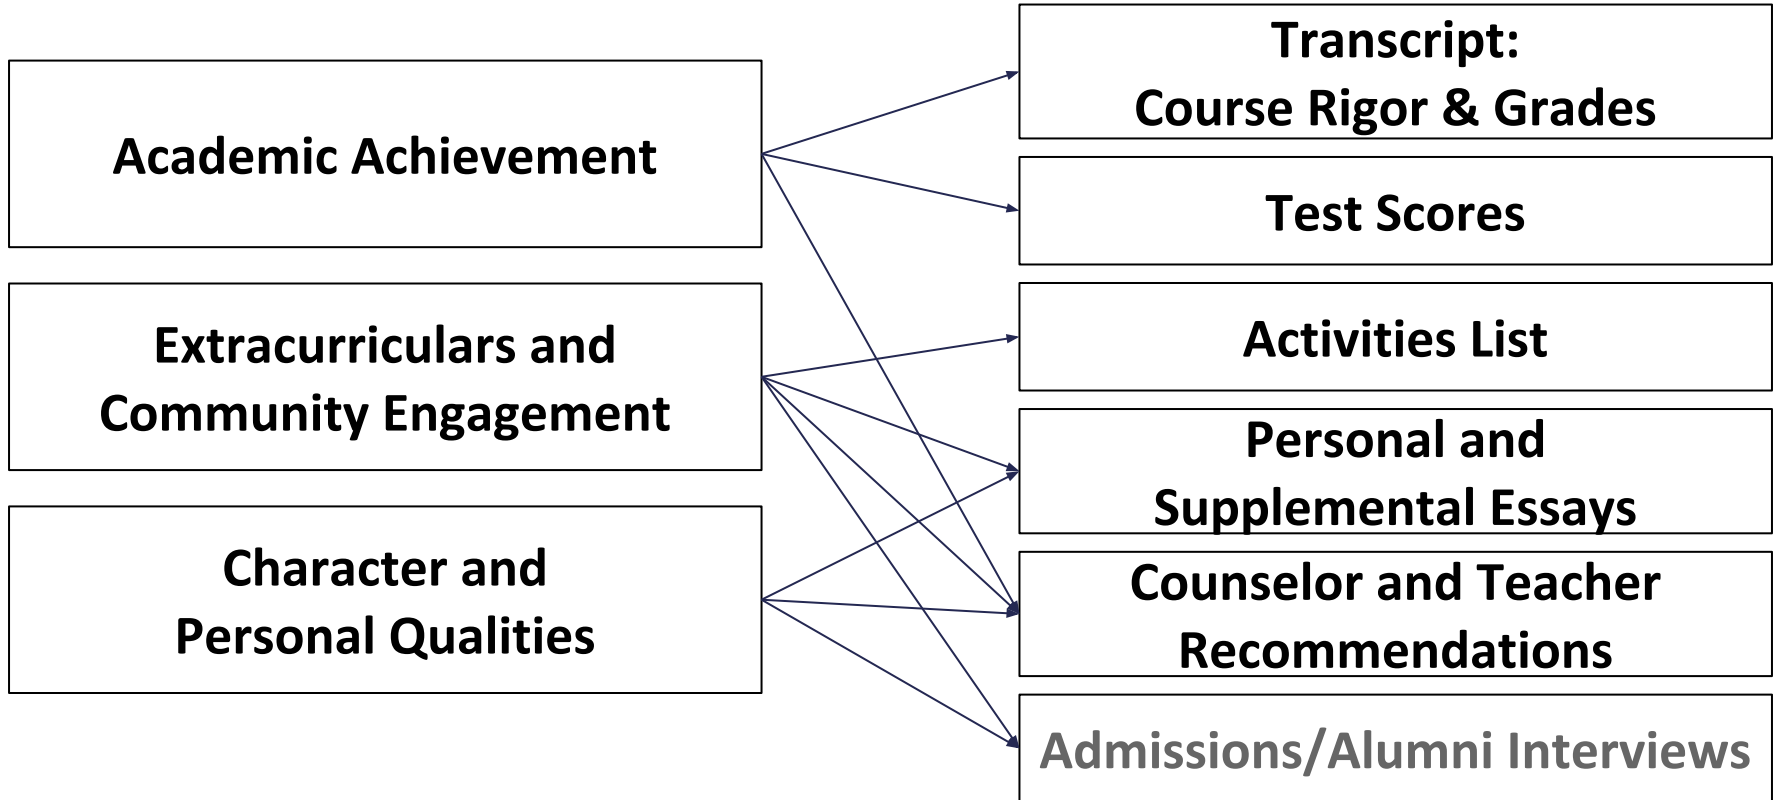 Academic Achievement
Extracurriculars and
Community Engagement
Character and
Personal Qualities
Transcript:
Course Rigor & Grades
Test Scores
Activities List
Personal and
Supplemental Essays
Counselor and Teacher
Recommendations
Admissions/Alumni Interviews